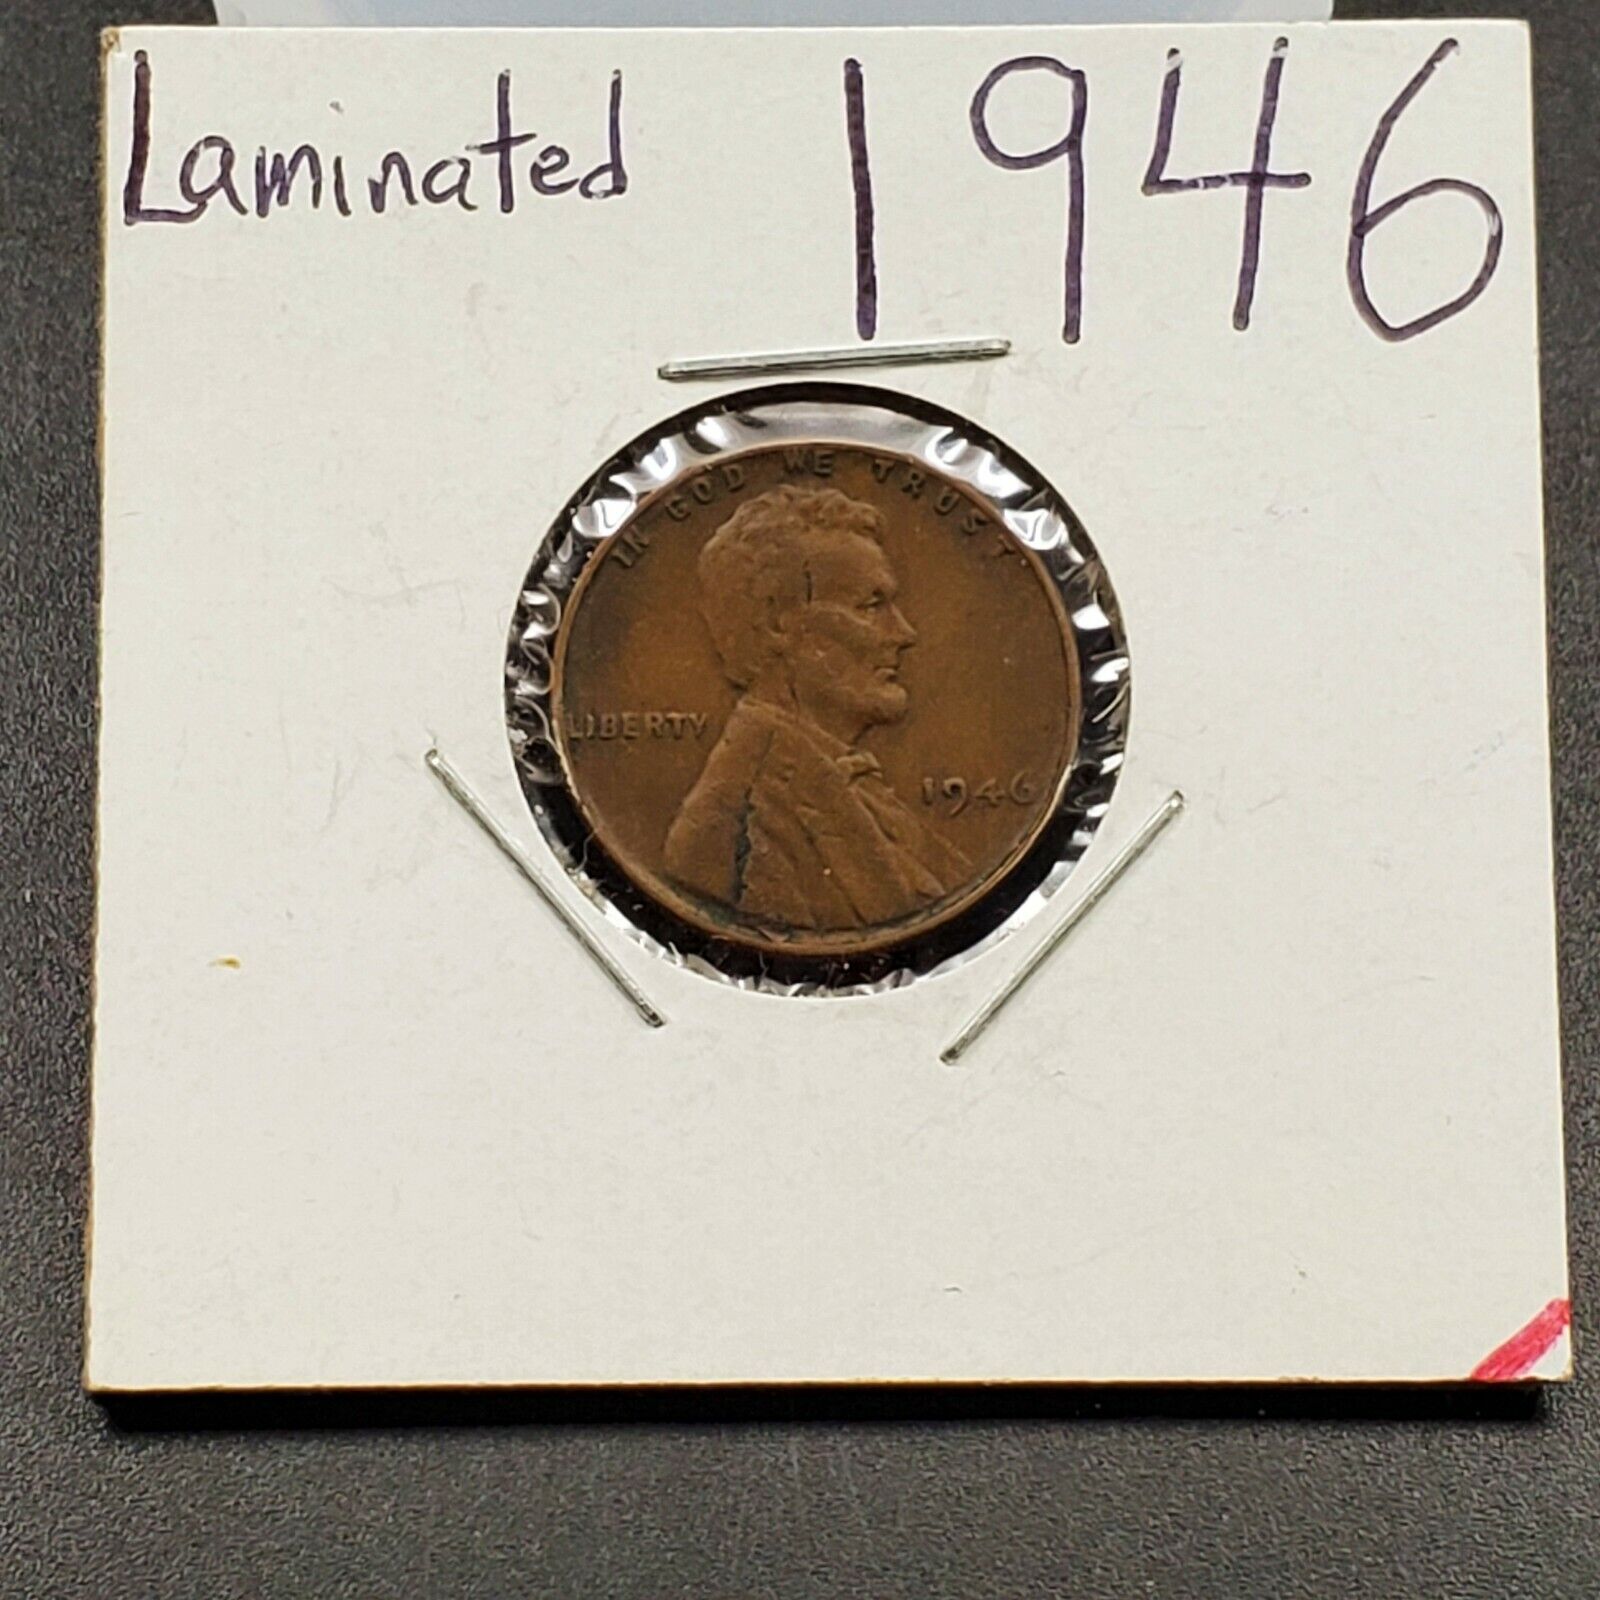 Laminated 1946
IN GOD WE TRUST
LIBERTY
1946